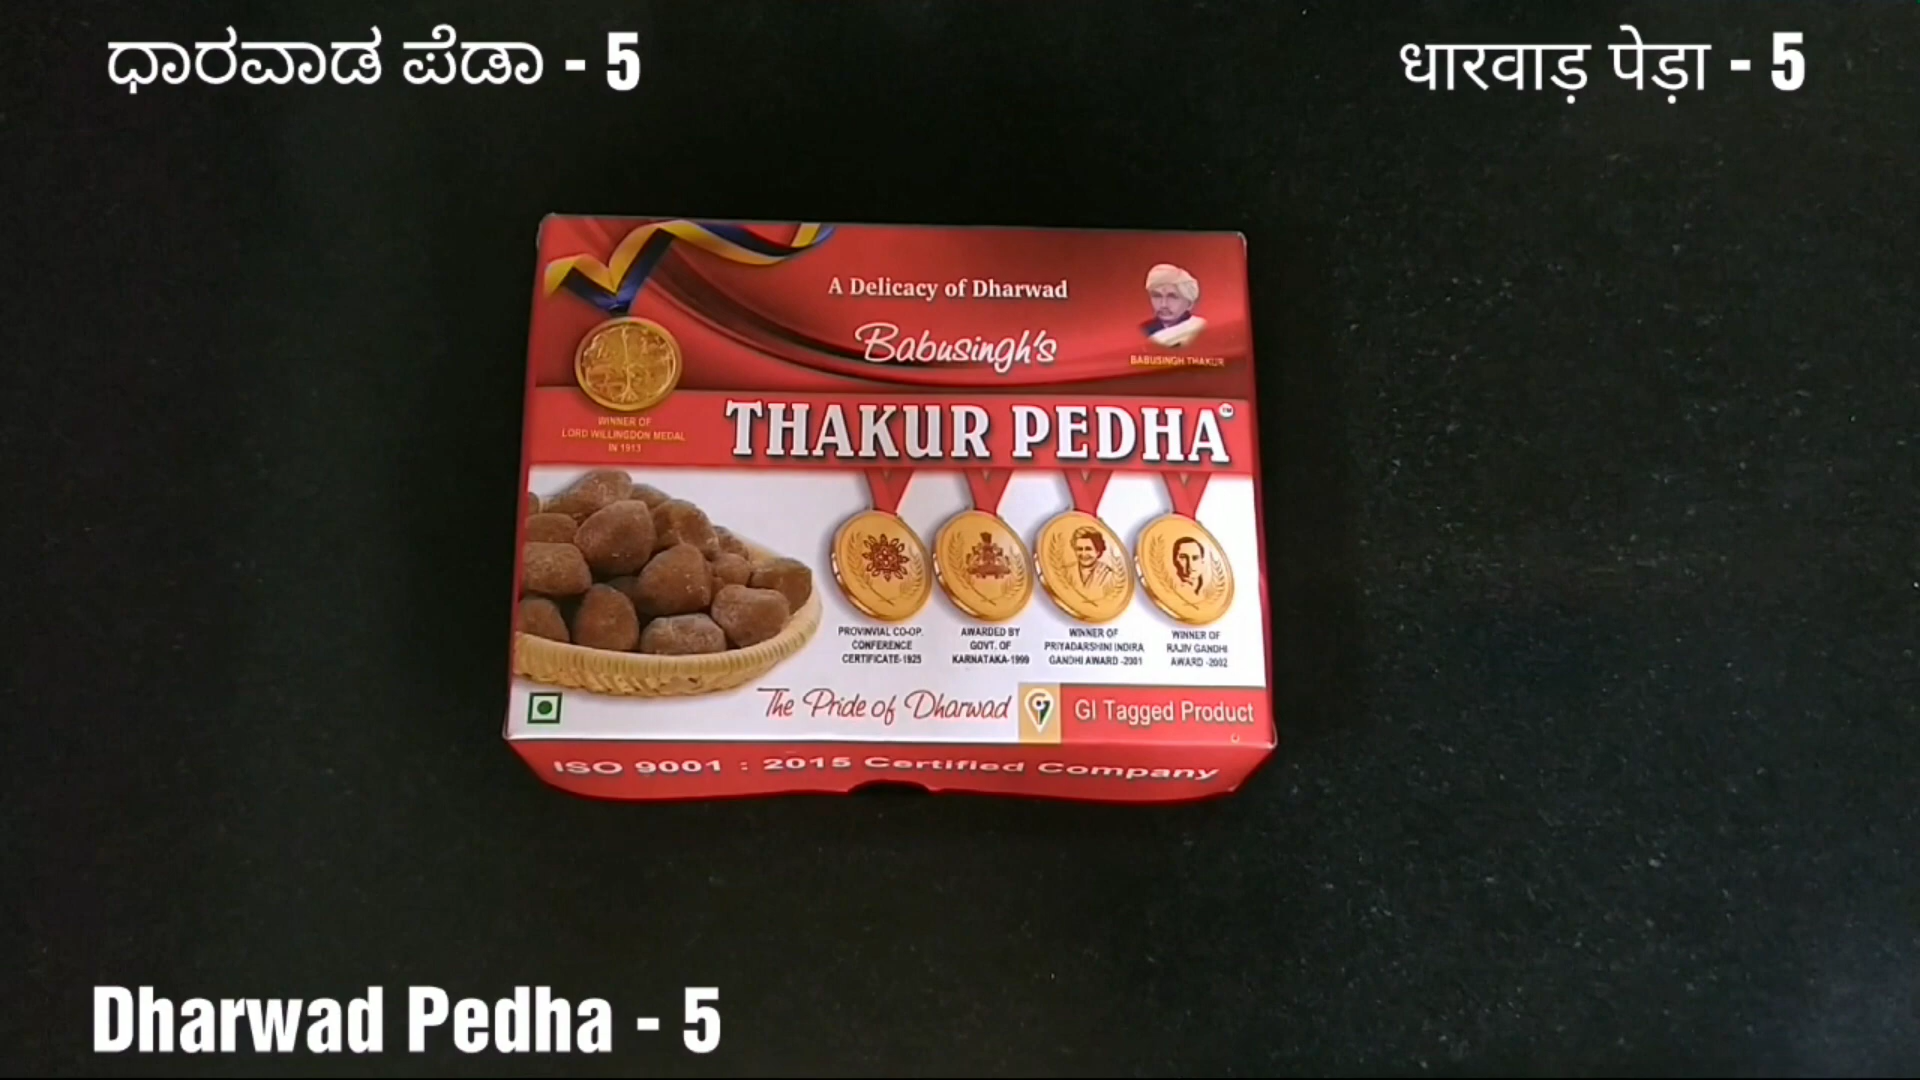 ಧಾರವಾಡ ಪೆಡಾ - 5
धारवाड़ पेड़ा - 5
A Delicacy of Dharwad
Babusingh's
BABUSINGH THAKUR
THAKUR PEDHA™
WINNER OF
LORD WILLINGDON MEDAL
IN 1913
PROVINVIAL CO-OP.
CONFERENCE
CERTIFICATE-1925
AWARDED BY
GOVT. OF
KARNATAKA-1999
WINNER OF
PRIYADARSHINI INDIRA
GANDHI AWARD -2001
WINNER OF
RAJIV GANDHI
AWARD -2002
The Pride of Dharwad
GI Tagged Product
ISO 9001 : 2015 Certified Company
Dharwad Pedha - 5